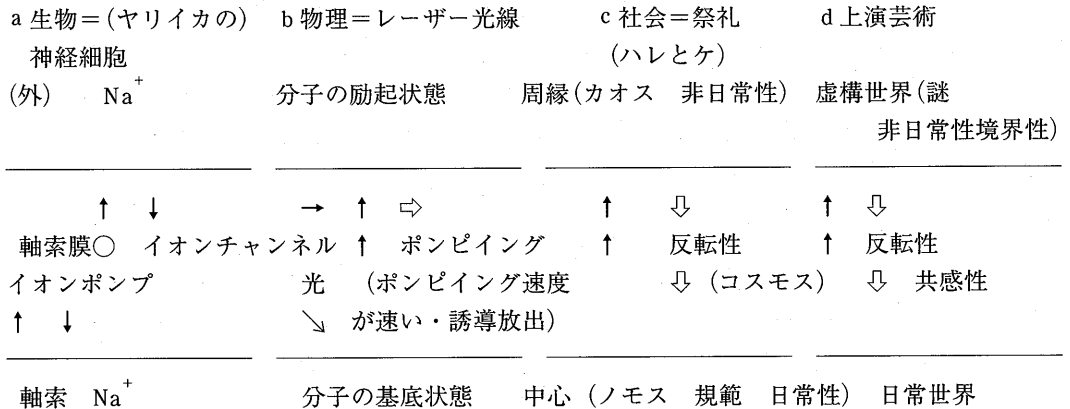 a 生物＝(ヤリイカの) b 物理＝レーザー光線 c 社会＝祭礼 d 上演芸術
神経細胞 (ハレとケ)
(外) Na⁺ 分子の励起状態 周縁(カオス 非日常性) 虚構世界(謎
非日常性境界性)
↑ ↓ → ↑ ⇨ ↑ ⇩ ↑ ⇩
軸索膜○ イオンチャンネル ↑ ポンピイング ↑ 反転性 ↑ 反転性
イオンポンプ 光 (ポンピイング速度 ⇩ (コスモス) ⇩ 共感性
↑ ↓ ↘ が速い・誘導放出)
軸索 Na⁺ 分子の基底状態 中心 (ノモス 規範 日常性) 日常世界